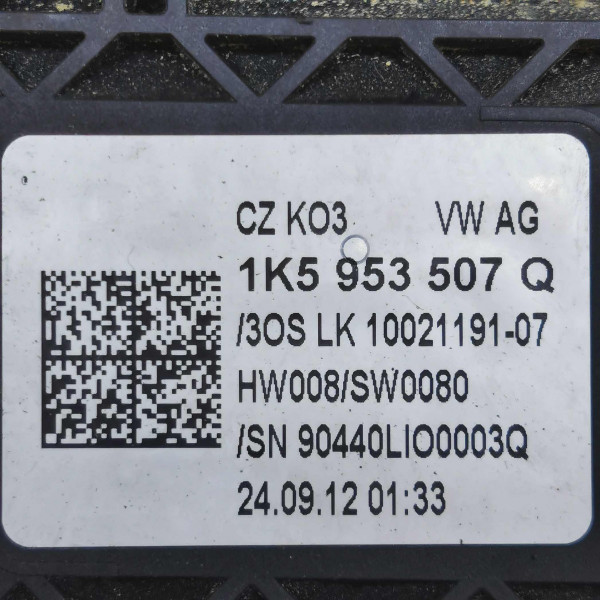 CZ KO3 VW AG
1K5 953 507 Q
/3OS LK 10021191-07
HW008/SW0080
/SN 90440LIO0003Q
24.09.12 01:33